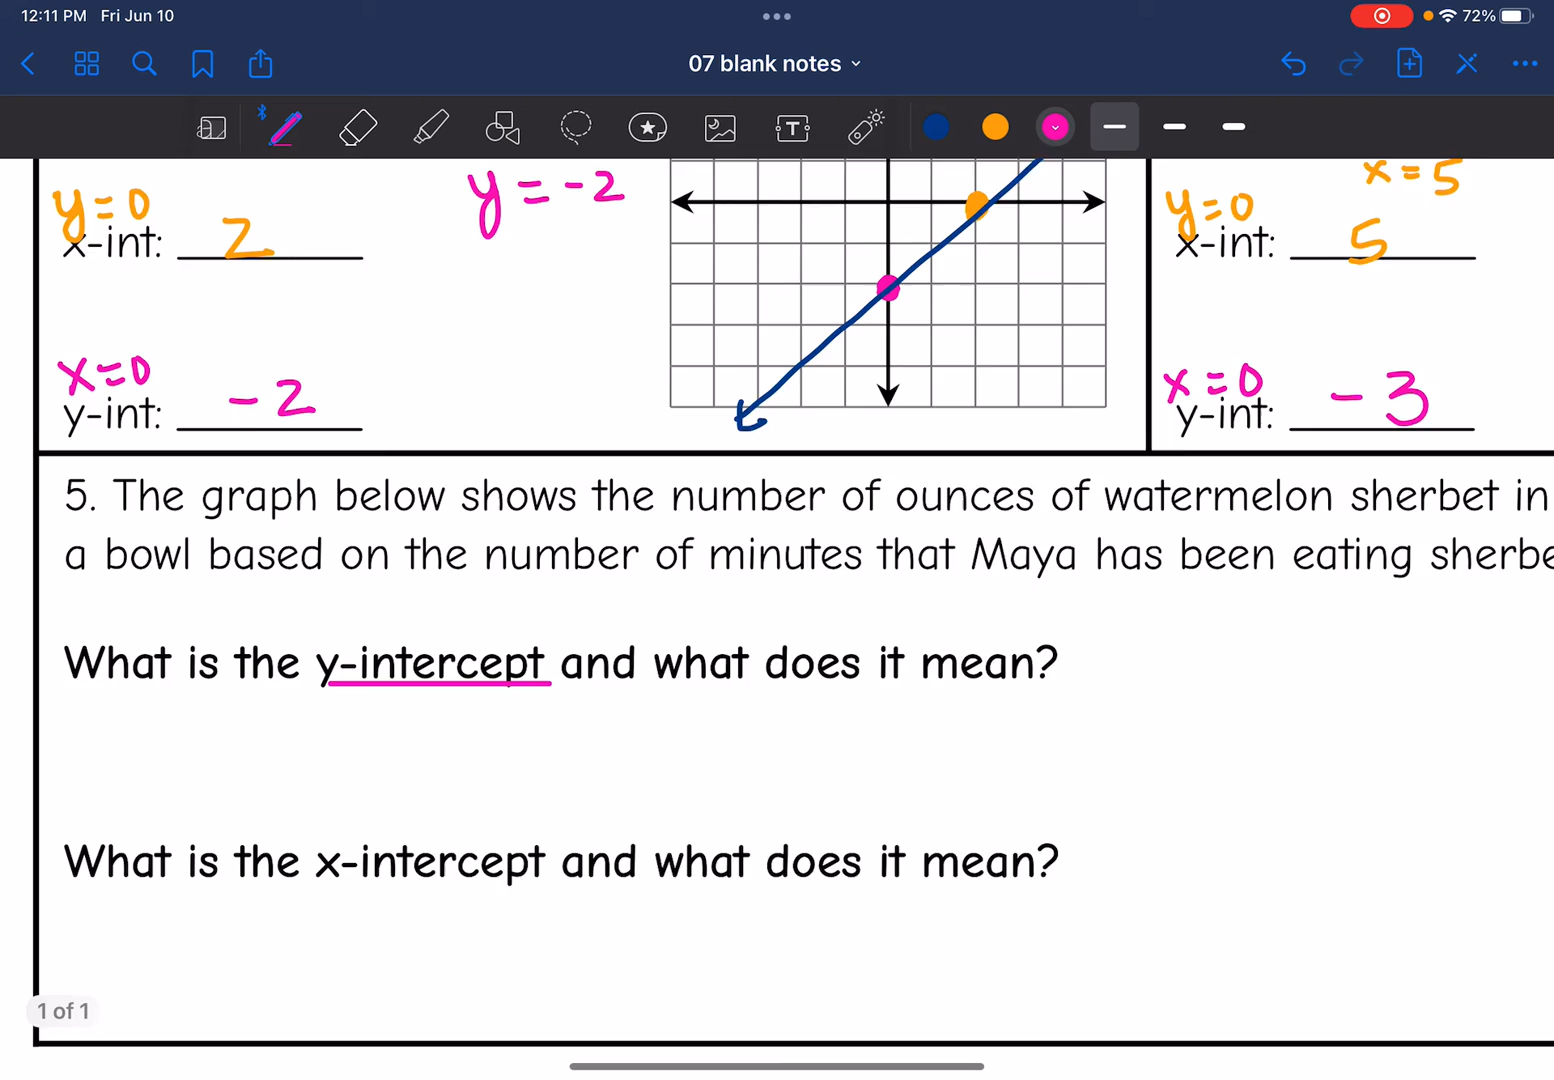 12:11 PM Fri Jun 10
72%
07 blank notes
T
y=0
x-int: 2
y = -2
x=0
y-int: -2
x = 5
y=0
x-int: 5
x=0
y-int: -3
5. The graph below shows the number of ounces of watermelon sherbet in
a bowl based on the number of minutes that Maya has been eating sherbe
What is the y-intercept and what does it mean?
What is the x-intercept and what does it mean?
1 of 1